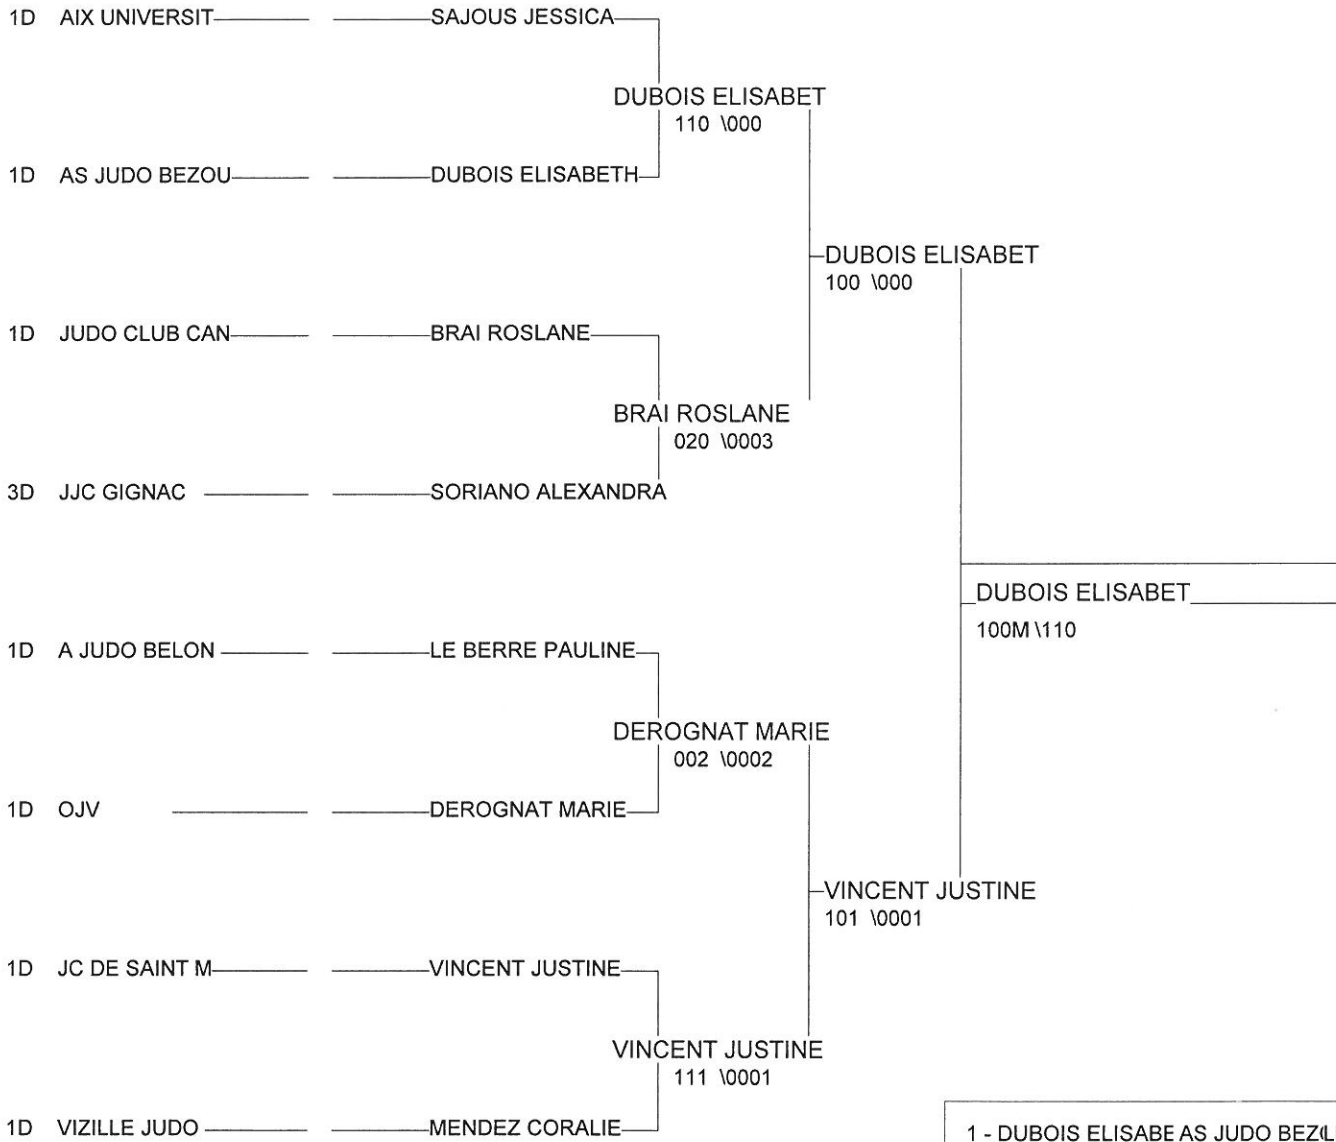 1D AIX UNIVERSIT SAJOUS JESSICA
DUBOIS ELISABET
110 \000
1D AS JUDO BEZOU DUBOIS ELISABETH
DUBOIS ELISABET
100 \000
1D JUDO CLUB CAN BRAI ROSLANE
BRAI ROSLANE
020 \0003
3D JJC GIGNAC SORIANO ALEXANDRA
DUBOIS ELISABET
100M \110
1D A JUDO BELON LE BERRE PAULINE
DEROGNAT MARIE
002 \0002
1D OJV DEROGNAT MARIE
VINCENT JUSTINE
101 \0001
1D JC DE SAINT M VINCENT JUSTINE
VINCENT JUSTINE
111 \0001
1D VIZILLE JUDO MENDEZ CORALIE
1 - DUBOIS ELISABE AS JUDO